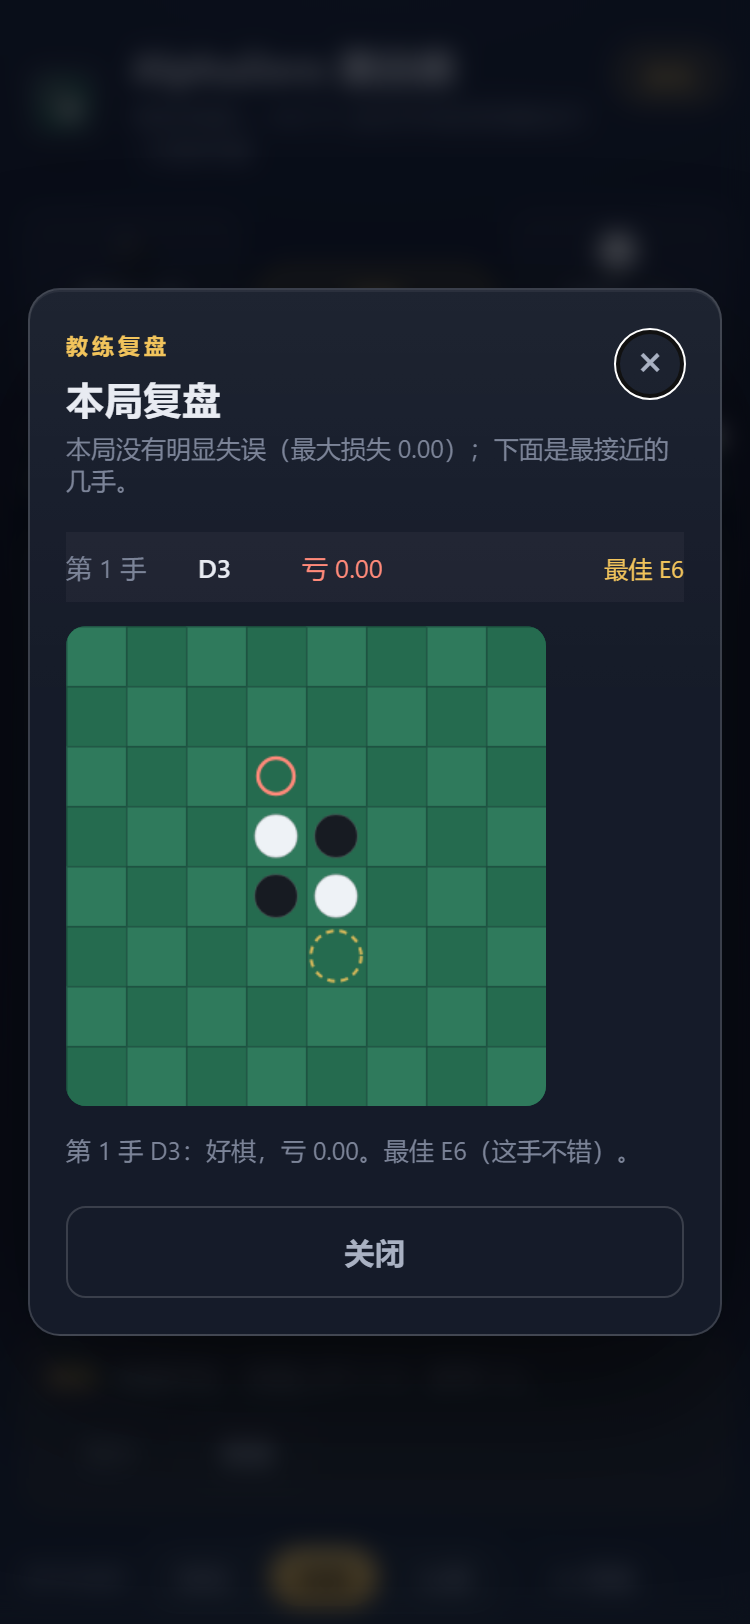 教练复盘
本局复盘
本局没有明显失误（最大损失 0.00）；下面是最接近的
几手。
第 1 手 D3 亏 0.00 最佳 E6
第 1 手 D3：好棋，亏 0.00。最佳 E6（这手不错）。
关闭